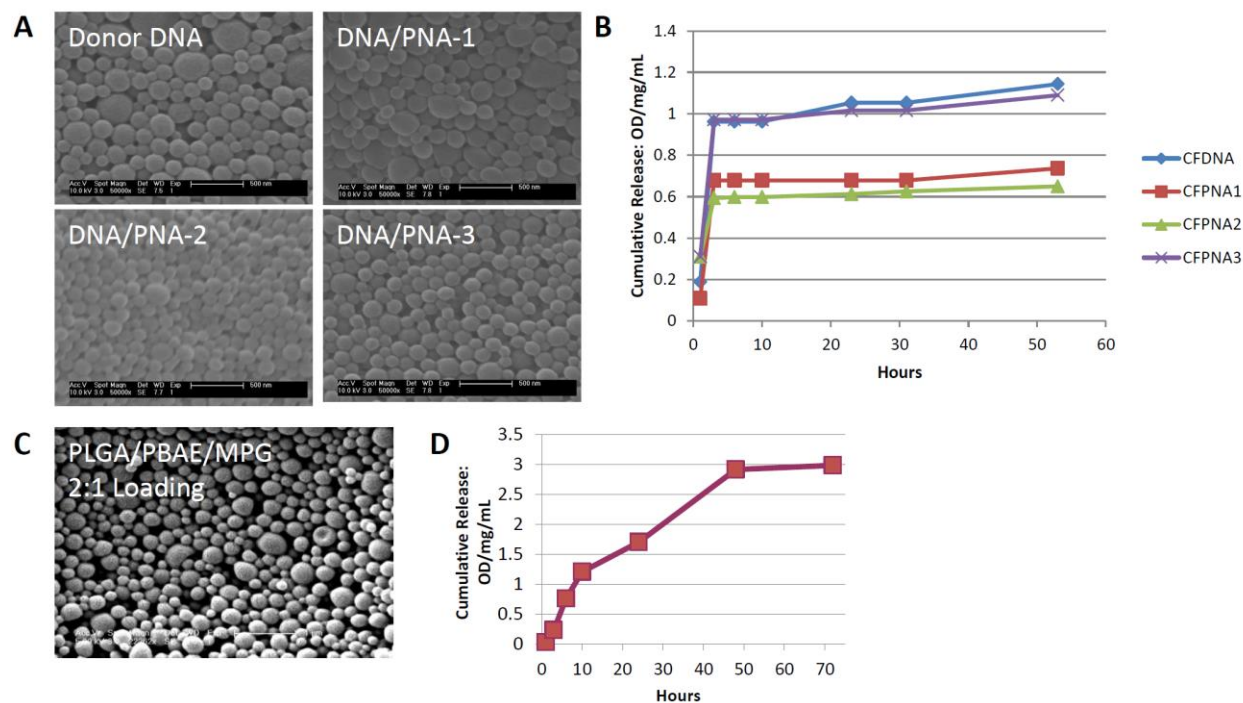 A
Donor DNA
Acc.V Spot Magn Det WD Exp 500 nm
10.0 kV 3.0 50000x SE 7.5 1
DNA/PNA-1
Acc.V Spot Magn Det WD Exp 500 nm
10.0 kV 3.0 50000x SE 7.8 1
DNA/PNA-2
Acc.V Spot Magn Det WD Exp 500 nm
10.0 kV 3.0 50000x SE 7.7 1
DNA/PNA-3
Acc.V Spot Magn Det WD Exp 500 nm
10.0 kV 3.0 50000x SE 7.8 1
B
Cumulative Release: OD/mg/mL
1.4
1.2
1
0.8
0.6
0.4
0.2
0
0 10 20 30 40 50 60
Hours
CFDNA
CFPNA1
CFPNA2
CFPNA3
C
PLGA/PBAE/MPG
2:1 Loading
D
Cumulative Release:
OD/mg/mL
3.5
3
2.5
2
1.5
1
0.5
0
0 10 20 30 40 50 60 70
Hours